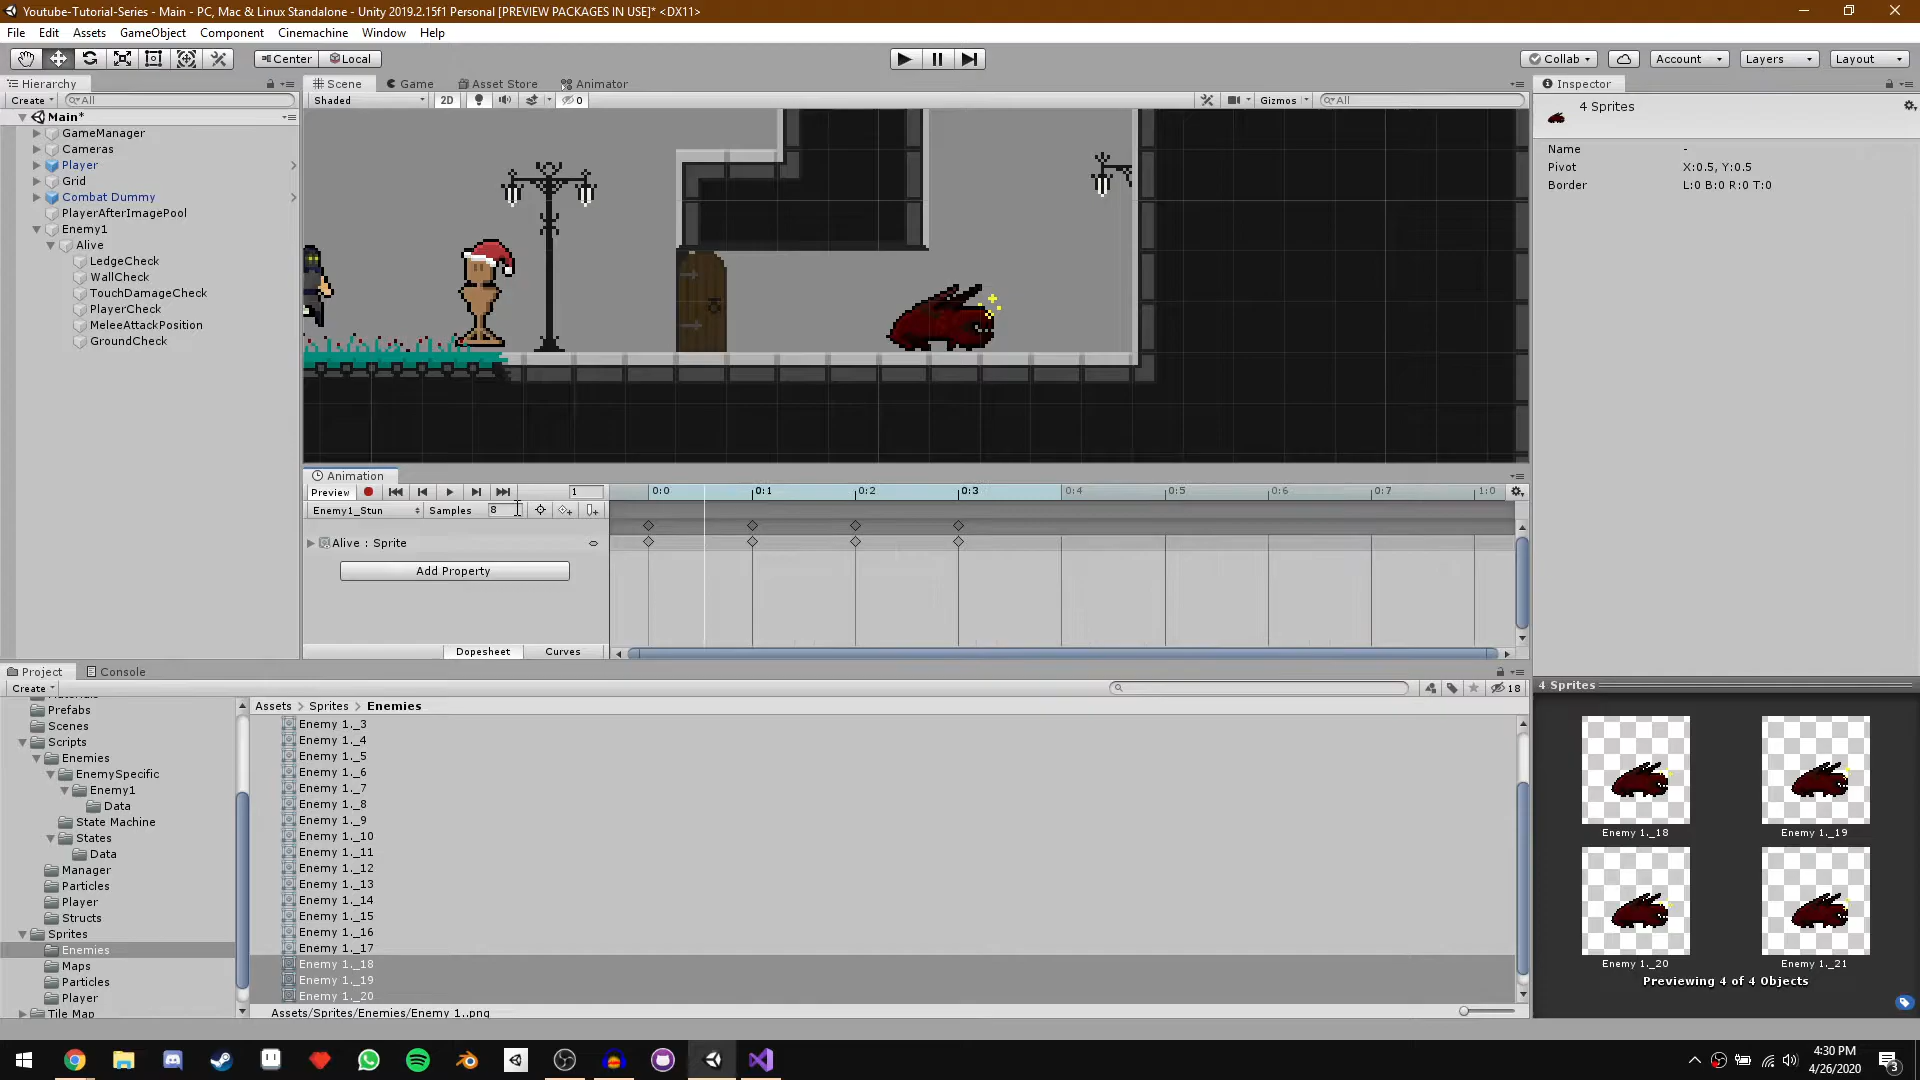 Youtube-Tutorial-Series - Main - PC, Mac & Linux Standalone - Unity 2019.2.15f1 Personal [PREVIEW PACKAGES IN USE]* <DX11>
File Edit Assets GameObject Component Cinemachine Window Help
Center Local Collab Account Layers Layout
Hierarchy Scene Game Asset Store Animator Inspector
Create All Shaded 2D 0 Gizmos All
4 Sprites
Main*
GameManager
Cameras
Player
Grid
Combat Dummy
PlayerAfterImagePool
Enemy1
Alive
LedgeCheck
WallCheck
TouchDamageCheck
PlayerCheck
MeleeAttackPosition
GroundCheck
Name -
Pivot X:0.5, Y:0.5
Border L:0 B:0 R:0 T:0
Animation
Preview 1 0:0 0:1 0:2 0:3 0:4 0:5 0:6 0:7 1:0
Enemy1_Stun Samples 8
Alive : Sprite
Add Property
Dopesheet Curves
Project Console
Create 18
Prefabs
Scenes
Scripts
Enemies
EnemySpecific
Enemy1
Data
State Machine
States
Data
Manager
Particles
Player
Structs
Sprites
Enemies
Maps
Particles
Player
Tile Map
Assets Sprites Enemies
Enemy 1._3
Enemy 1._4
Enemy 1._5
Enemy 1._6
Enemy 1._7
Enemy 1._8
Enemy 1._9
Enemy 1._10
Enemy 1._11
Enemy 1._12
Enemy 1._13
Enemy 1._14
Enemy 1._15
Enemy 1._16
Enemy 1._17
Enemy 1._18
Enemy 1._19
Enemy 1._20
Assets/Sprites/Enemies/Enemy 1..png
4 Sprites
Enemy 1._18 Enemy 1._19
Enemy 1._20 Enemy 1._21
Previewing 4 of 4 Objects
4:30 PM
4/26/2020
3